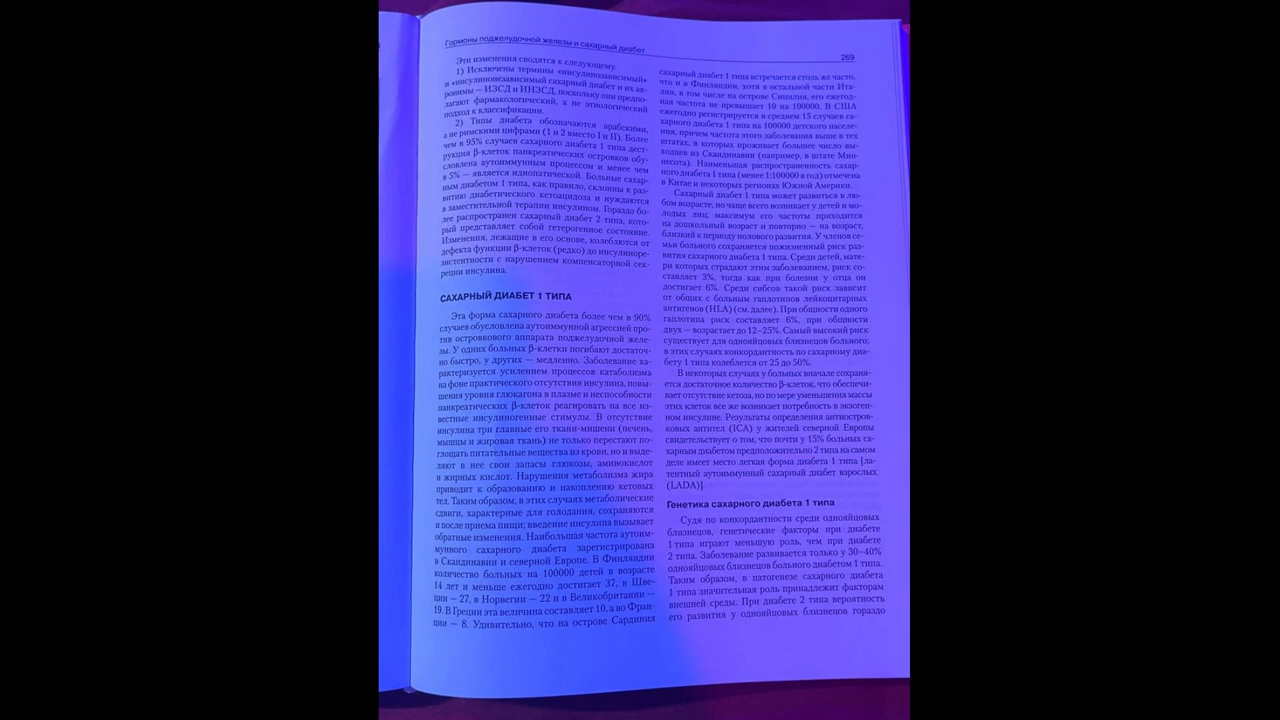 Гормоны поджелудочной железы и сахарный диабет
269
Эти изменения сводятся к следующему.
1) Исключены термины «инсулинозависимый»
и «инсулинонезависимый сахарный диабет и их ак-
ронимы — ИЗСД и ИНЗСД, поскольку они предпо-
лагают фармакологический, а не этиологический
подход к классификации.
2) Типы диабета обозначаются арабскими,
а не римскими цифрами (1 и 2 вместо I и II). Более
чем в 95% случаев сахарного диабета 1 типа дест-
рукция β-клеток панкреатических островков обу-
словлена аутоиммунным процессом и менее чем
в 5% — является идиопатической. Больные сахар-
ным диабетом 1 типа, как правило, склонны к раз-
витию диабетического кетоацидоза и нуждаются
в заместительной терапии инсулином. Гораздо бо-
лее распространен сахарный диабет 2 типа, кото-
рый представляет собой гетерогенное состояние.
Изменения, лежащие в его основе, колеблются от
дефекта функции β-клеток (редко) до инсулиноре-
зистентности с нарушением компенсаторной сек-
реции инсулина.
САХАРНЫЙ ДИАБЕТ 1 ТИПА
Эта форма сахарного диабета более чем в 90%
случаев обусловлена аутоиммунной агрессией про-
тив островкового аппарата поджелудочной желе-
зы. У одних больных β-клетки погибают достаточ-
но быстро, у других — медленно. Заболевание ха-
рактеризуется усилением процессов катаболизма
на фоне практического отсутствия инсулина, повы-
шения уровня глюкагона в плазме и неспособности
панкреатических β-клеток реагировать на все из-
вестные инсулиногенные стимулы. В отсутствие
инсулина три главные его ткани-мишени (печень,
мышцы и жировая ткань) не только перестают по-
глощать питательные вещества из крови, но и выде-
ляют в нее свои запасы глюкозы, аминокислот
и жирных кислот. Нарушения метаболизма жира
приводит к образованию и накоплению кетовых
тел. Таким образом, в этих случаях метаболические
сдвиги, характерные для голодания, сохраняются
и после приема пищи; введение инсулина вызывает
обратные изменения. Наибольшая частота аутоим-
мунного сахарного диабета зарегистрирована
в Скандинавии и северной Европе. В Финляндии
количество больных на 100000 детей в возрасте
14 лет и меньше ежегодно достигает 37, в Шве-
ции — 27, в Норвегии — 22 и в Великобритании —
19. В Греции эта величина составляет 10, а во Фран-
ции — 8. Удивительно, что на острове Сардиния
сахарный диабет 1 типа встречается столь же часто,
что и в Финляндии, хотя в остальной части Ита-
лии, в том числе на острове Сицилия, его ежегод-
ная частота не превышает 10 на 100000. В США
ежегодно регистрируется в среднем 15 случаев са-
харного диабета 1 типа на 100000 детского населе-
ния, причем частота этого заболевания выше в тех
штатах, в которых проживает большее число вы-
ходцев из Скандинавии (например, в штате Мин-
несота). Наименьшая распространенность сахар-
ного диабета 1 типа (менее 1:100000 в год) отмечена
в Китае и некоторых регионах Южной Америки.
Сахарный диабет 1 типа может развиться в лю-
бом возрасте, но чаще всего возникает у детей и мо-
лодых лиц; максимум его частоты приходится
на дошкольный возраст и повторно — на возраст,
близкий к периоду полового развития. У членов се-
мьи больного сохраняется пожизненный риск раз-
вития сахарного диабета 1 типа. Среди детей, мате-
ри которых страдают этим заболеванием, риск со-
ставляет 3%, тогда как при болезни у отца он
достигает 6%. Среди сибсов такой риск зависит
от общих с больным гаплотипов лейкоцитарных
антигенов (HLA) (см. далее). При общности одного
гаплотипа риск составляет 6%, при общности
двух — возрастает до 12–25%. Самый высокий риск
существует для однояйцовых близнецов больного;
в этих случаях конкордантность по сахарному диа-
бету 1 типа колеблется от 25 до 50%.
В некоторых случаях у больных вначале сохраня-
ется достаточное количество β-клеток, что обеспечи-
вает отсутствие кетоза, но по мере уменьшения массы
этих клеток все же возникает потребность в экзоген-
ном инсулине. Результаты определения антиостров-
ковых антител (ICA) у жителей северной Европы
свидетельствует о том, что почти у 15% больных са-
харным диабетом предположительно 2 типа на самом
деле имеет место легкая форма диабета 1 типа [ла-
тентный аутоиммунный сахарный диабет взрослых
(LADA)].
Генетика сахарного диабета 1 типа
Судя по конкордантности среди однояйцовых
близнецов, генетические факторы при диабете
1 типа играют меньшую роль, чем при диабете
2 типа. Заболевание развивается только у 30–40%
однояйцовых близнецов больного диабетом 1 типа.
Таким образом, в патогенезе сахарного диабета
1 типа значительная роль принадлежит факторам
внешней среды. При диабете 2 типа вероятность
его развития у однояйцовых близнецов гораздо